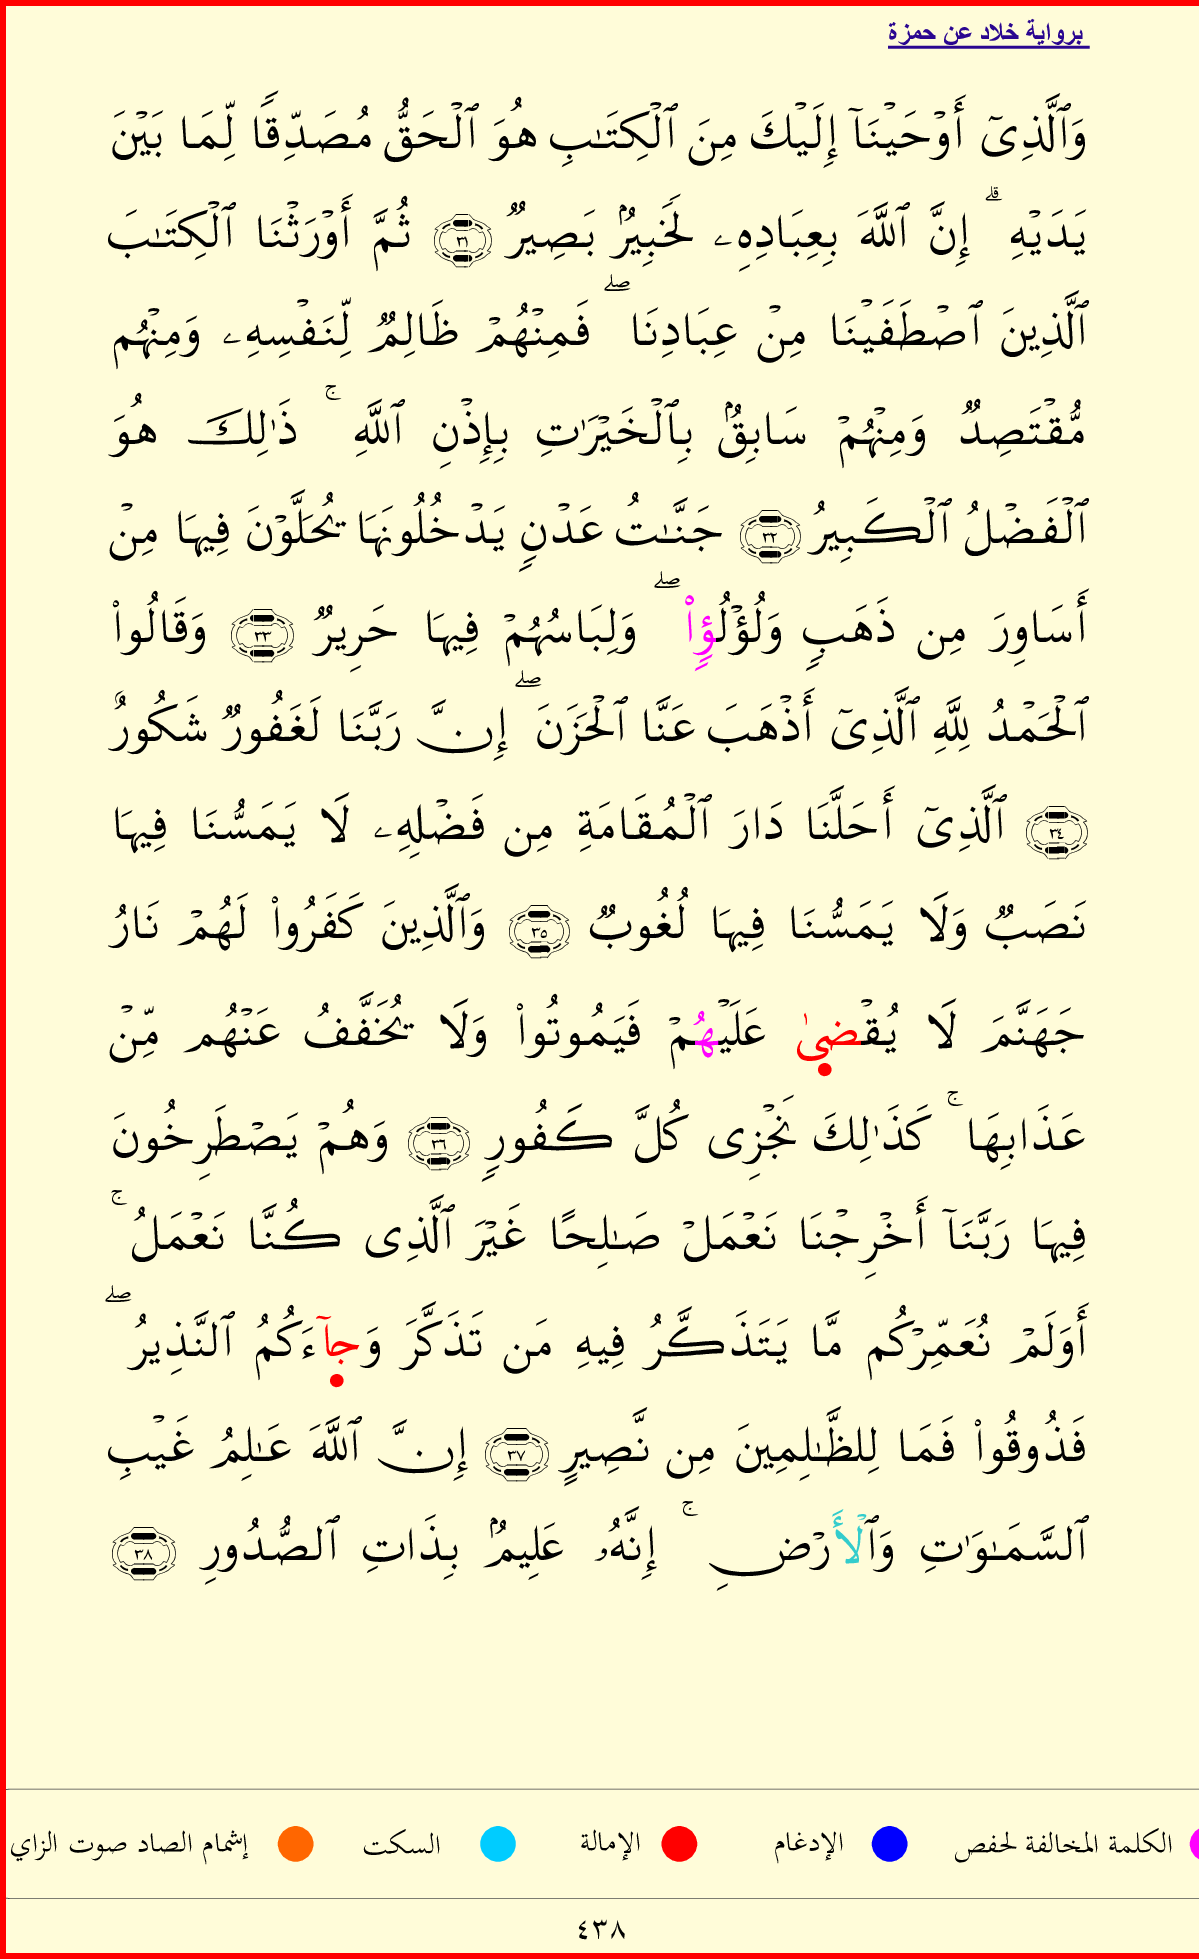 برواية خلاد عن حمزة
وَٱلَّذِىٓ أَوْحَيْنَآ إِلَيْكَ مِنَ ٱلْكِتَـٰبِ هُوَ ٱلْحَقُّ مُصَدِّقًا لِّمَا بَيْنَ
يَدَيْهِ ۗ إِنَّ ٱللَّهَ بِعِبَادِهِۦ لَخَبِيرٌۢ بَصِيرٌ ٣١ ثُمَّ أَوْرَثْنَا ٱلْكِتَـٰبَ
ٱلَّذِينَ ٱصْطَفَيْنَا مِنْ عِبَادِنَا ۖ فَمِنْهُمْ ظَالِمٌ لِّنَفْسِهِۦ وَمِنْهُم
مُّقْتَصِدٌ وَمِنْهُمْ سَابِقٌۢ بِٱلْخَيْرَٰتِ بِإِذْنِ ٱللَّهِ ۚ ذَٰلِكَ هُوَ
ٱلْفَضْلُ ٱلْكَبِيرُ ٣٢ جَنَّـٰتُ عَدْنٍ يَدْخُلُونَهَا يُحَلَّوْنَ فِيهَا مِنْ
أَسَاوِرَ مِن ذَهَبٍ وَلُؤْلُؤٍا۟ ۖ وَلِبَاسُهُمْ فِيهَا حَرِيرٌ ٣٣ وَقَالُوا۟
ٱلْحَمْدُ لِلَّهِ ٱلَّذِىٓ أَذْهَبَ عَنَّا ٱلْحَزَنَ ۖ إِنَّ رَبَّنَا لَغَفُورٌ شَكُورٌ
٣٤ ٱلَّذِىٓ أَحَلَّنَا دَارَ ٱلْمُقَامَةِ مِن فَضْلِهِۦ لَا يَمَسُّنَا فِيهَا
نَصَبٌ وَلَا يَمَسُّنَا فِيهَا لُغُوبٌ ٣٥ وَٱلَّذِينَ كَفَرُوا۟ لَهُمْ نَارُ
جَهَنَّمَ لَا يُقْضىٰ عَلَيْهُمْ فَيَمُوتُوا۟ وَلَا يُخَفَّفُ عَنْهُم مِّنْ
عَذَابِهَا ۚ كَذَٰلِكَ نَجْزِى كُلَّ كَفُورٍ ٣٦ وَهُمْ يَصْطَرِخُونَ
فِيهَا رَبَّنَآ أَخْرِجْنَا نَعْمَلْ صَـٰلِحًا غَيْرَ ٱلَّذِى كُنَّا نَعْمَلُ ۚ
أَوَلَمْ نُعَمِّرْكُم مَّا يَتَذَكَّرُ فِيهِ مَن تَذَكَّرَ وَجآءَكُمُ ٱلنَّذِيرُ ۖ
فَذُوقُوا۟ فَمَا لِلظَّـٰلِمِينَ مِن نَّصِيرٍ ٣٧ إِنَّ ٱللَّهَ عَـٰلِمُ غَيْبِ
ٱلسَّمَـٰوَٰتِ وَٱلْأَرْضِ ۚ إِنَّهُۥ عَلِيمٌۢ بِذَاتِ ٱلصُّدُورِ ٣٨
الكلمة المخالفة لحفص الإدغام الإمالة السكت إشمام الصاد صوت الزاي
٤٣٨